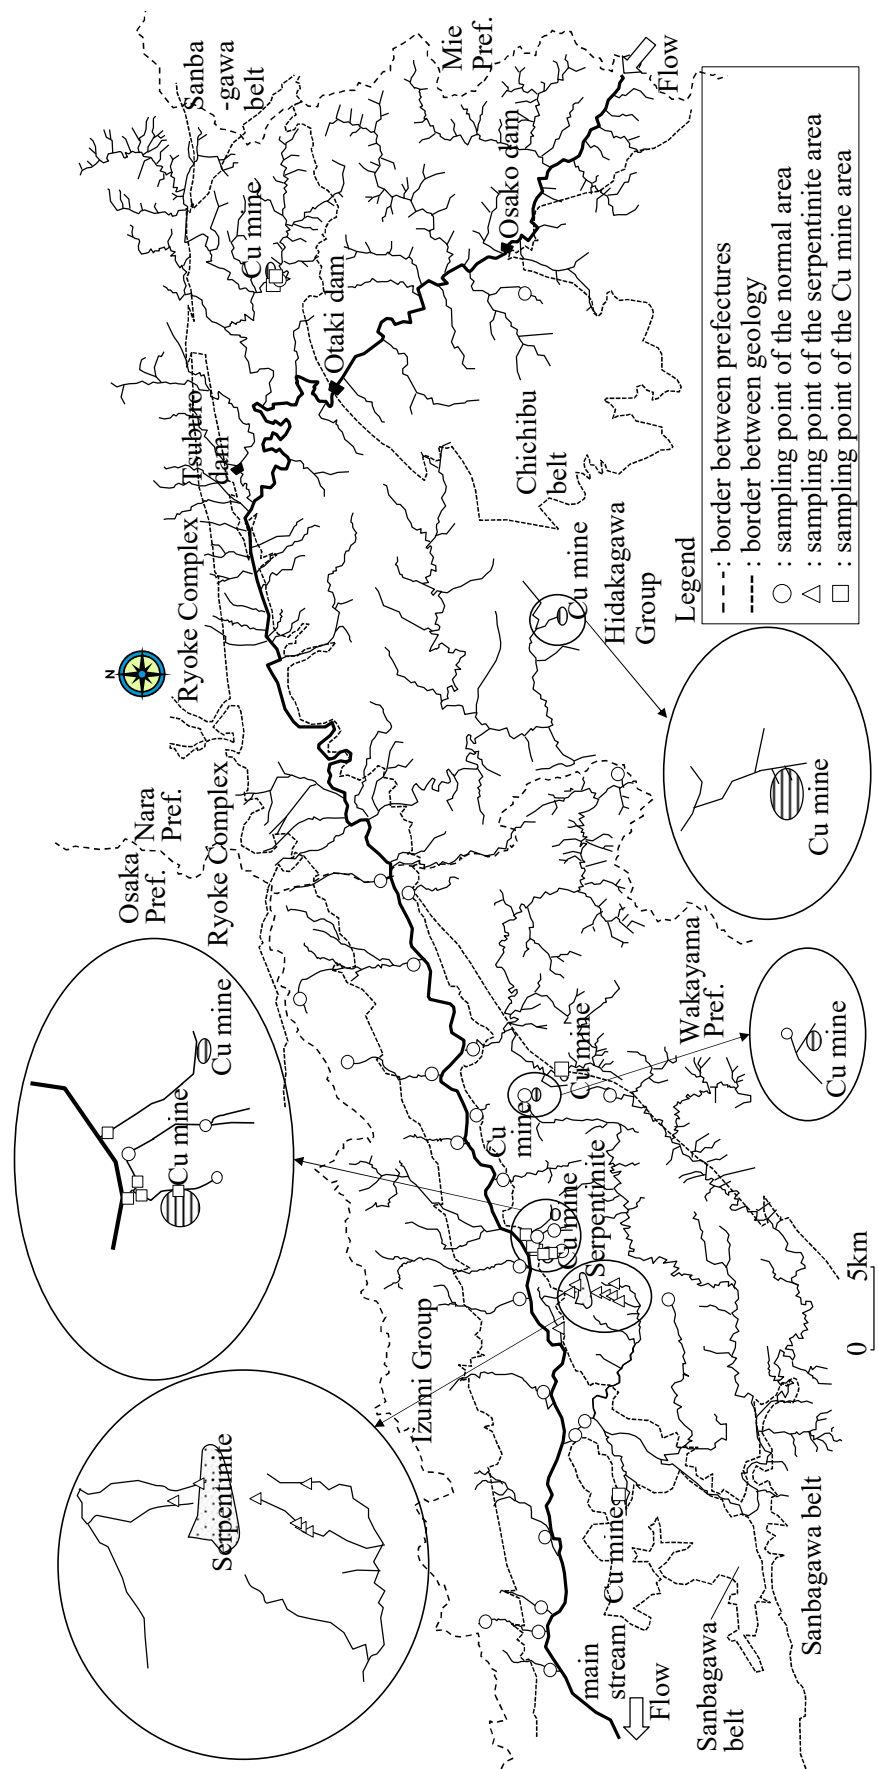 Sanba
-gawa
belt
Mie
Pref.
Flow
Cu mine
Osako dam
Otaki dam
Tsuburo
dam
Chichibu
belt
Ryoke Complex
Cu mine
Hidakagawa
Group
N
Osaka
Pref.
Nara
Pref.
Ryoke Complex
Cu mine
Wakayama
Pref.
Cu mine
Cu mine
Cu mine
Cu
mine
Cu mine
Cu mine
Serpentinite
Izumi Group
Serpentinite
Cu mine
main
stream
Flow
Sanbagawa
belt
Sanbagawa belt
0
5km
Legend
: border between prefectures
: border between geology
: sampling point of the normal area
: sampling point of the serpentinite area
: sampling point of the Cu mine area